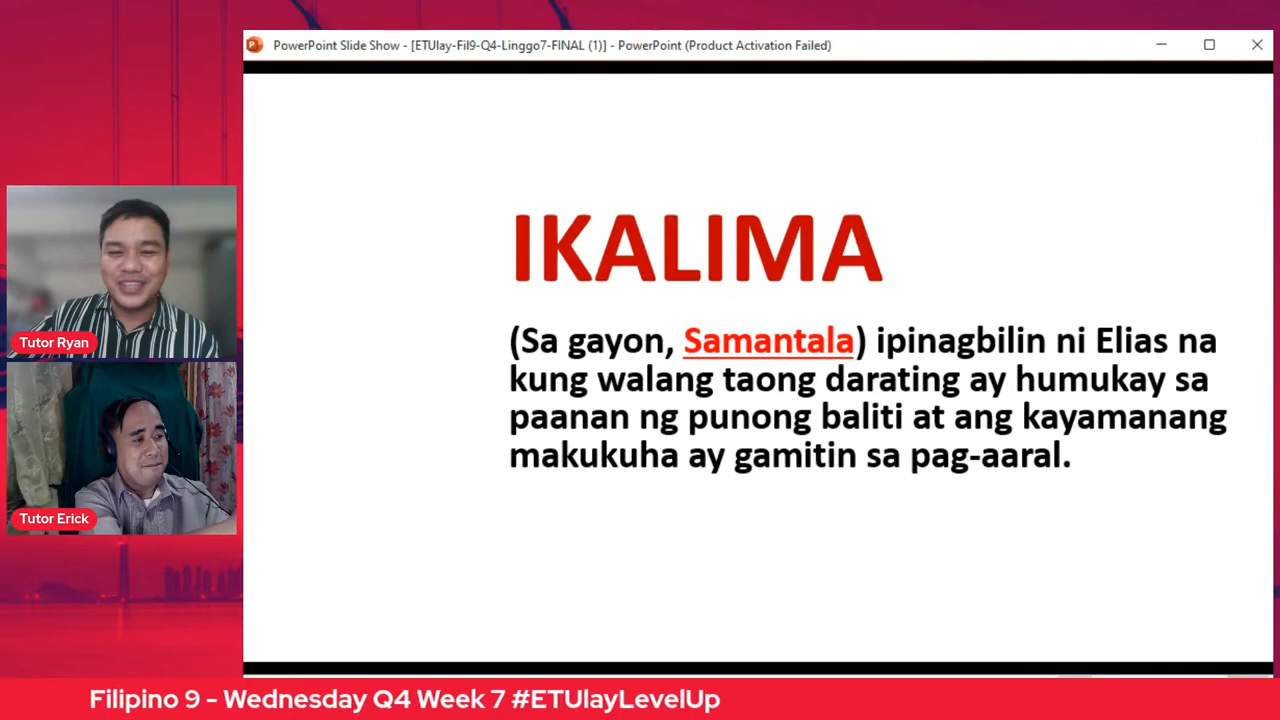 PowerPoint Slide Show - [ETUlay-Fil9-Q4-Linggo7-FINAL (1)] - PowerPoint (Product Activation Failed)
IKALIMA
(Sa gayon, Samantala) ipinagbilin ni Elias na
kung walang taong darating ay humukay sa
paanan ng punong baliti at ang kayamanang
makukuha ay gamitin sa pag-aaral.
Tutor Ryan
Tutor Erick
Filipino 9 - Wednesday Q4 Week 7 #ETUlayLevelUp